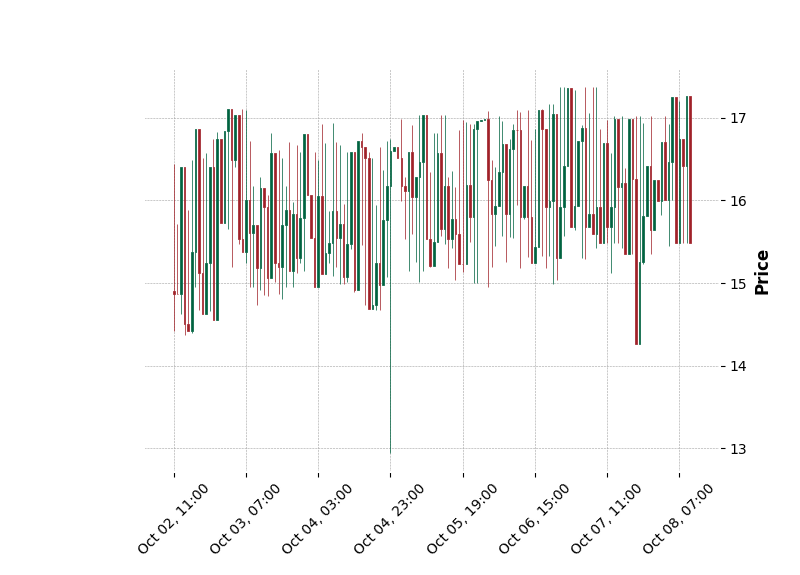 17
16
15
14
13
Price
Oct 02, 11:00
Oct 03, 07:00
Oct 04, 03:00
Oct 04, 23:00
Oct 05, 19:00
Oct 06, 15:00
Oct 07, 11:00
Oct 08, 07:00